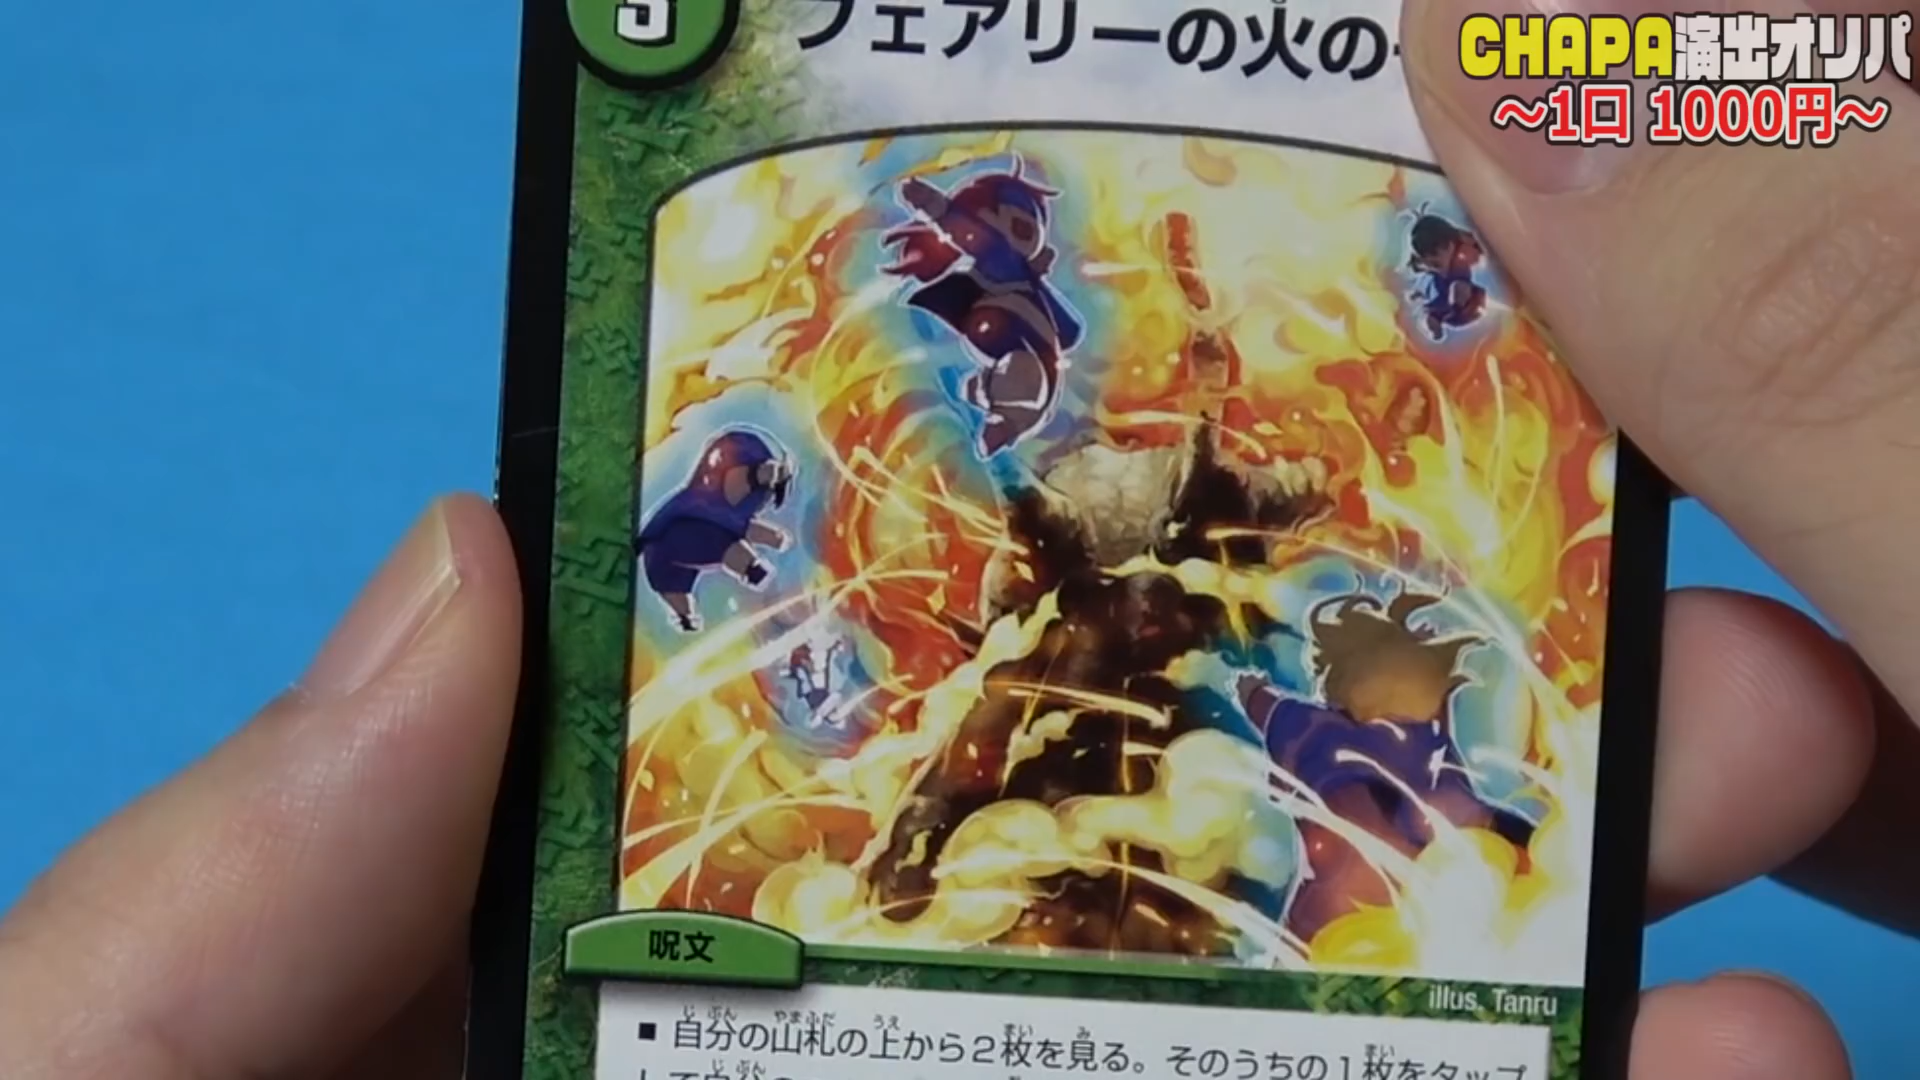 CHAPA演出オリパ
～1口 1000円～
フェアリーの火の
呪文
illus. Tanru
■ 自分の山札の上から2枚を見る。そのうちの1枚をタップ